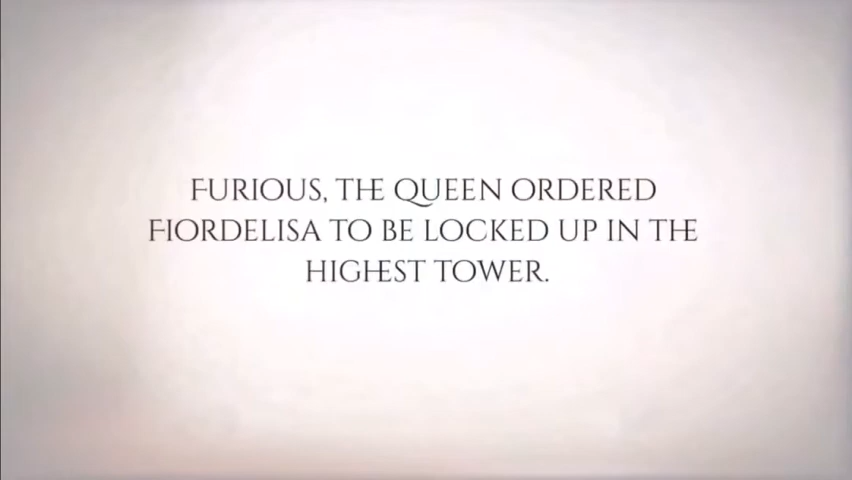 Furious, the Queen ordered
Fiordelisa to be locked up in the
highest tower.